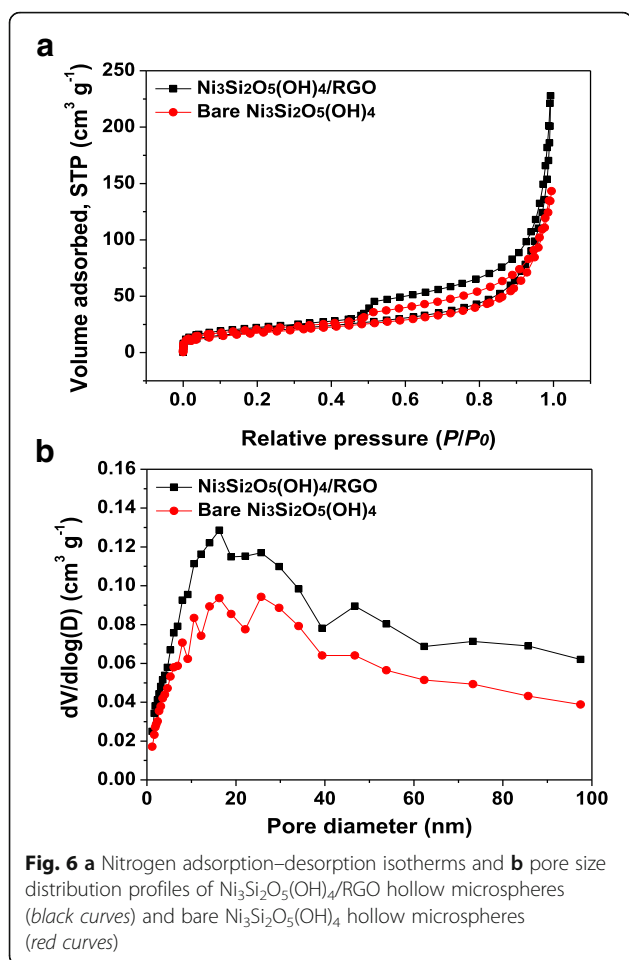 a
250
200
150
100
50
0
Volume adsorbed, STP (cm³ g⁻¹)
Ni₃Si₂O₅(OH)₄/RGO
Bare Ni₃Si₂O₅(OH)₄
0.0 0.2 0.4 0.6 0.8 1.0
Relative pressure (P/P₀)
b
0.16
0.14
0.12
0.10
0.08
0.06
0.04
0.02
0.00
dV/dlog(D) (cm³ g⁻¹)
Ni₃Si₂O₅(OH)₄/RGO
Bare Ni₃Si₂O₅(OH)₄
0 20 40 60 80 100
Pore diameter (nm)
Fig. 6 a Nitrogen adsorption–desorption isotherms and b pore size
distribution profiles of Ni₃Si₂O₅(OH)₄/RGO hollow microspheres
(black curves) and bare Ni₃Si₂O₅(OH)₄ hollow microspheres
(red curves)